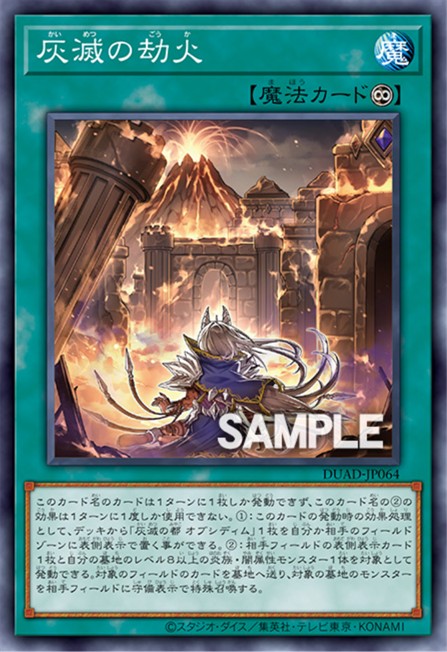 灰滅の劫火
魔
【魔法カード】
SAMPLE
DUAD-JP064
このカード名のカードは1ターンに1枚しか発動できず、このカード名の②の
効果は1ターンに1度しか使用できない。①：このカードの発動時の効果処理
として、デッキから「灰滅の都 オブシディム」1枚を自分か相手のフィールド
ゾーンに表側表示で置く事ができる。②：相手フィールドの表側表示カード
1枚と自分の墓地のレベル8以上の炎族・闇属性モンスター1体を対象として
発動できる。対象のフィールドのカードを墓地へ送り、対象の墓地のモンスター
を相手フィールドに守備表示で特殊召喚する。
©スタジオ・ダイス／集英社・テレビ東京・KONAMI